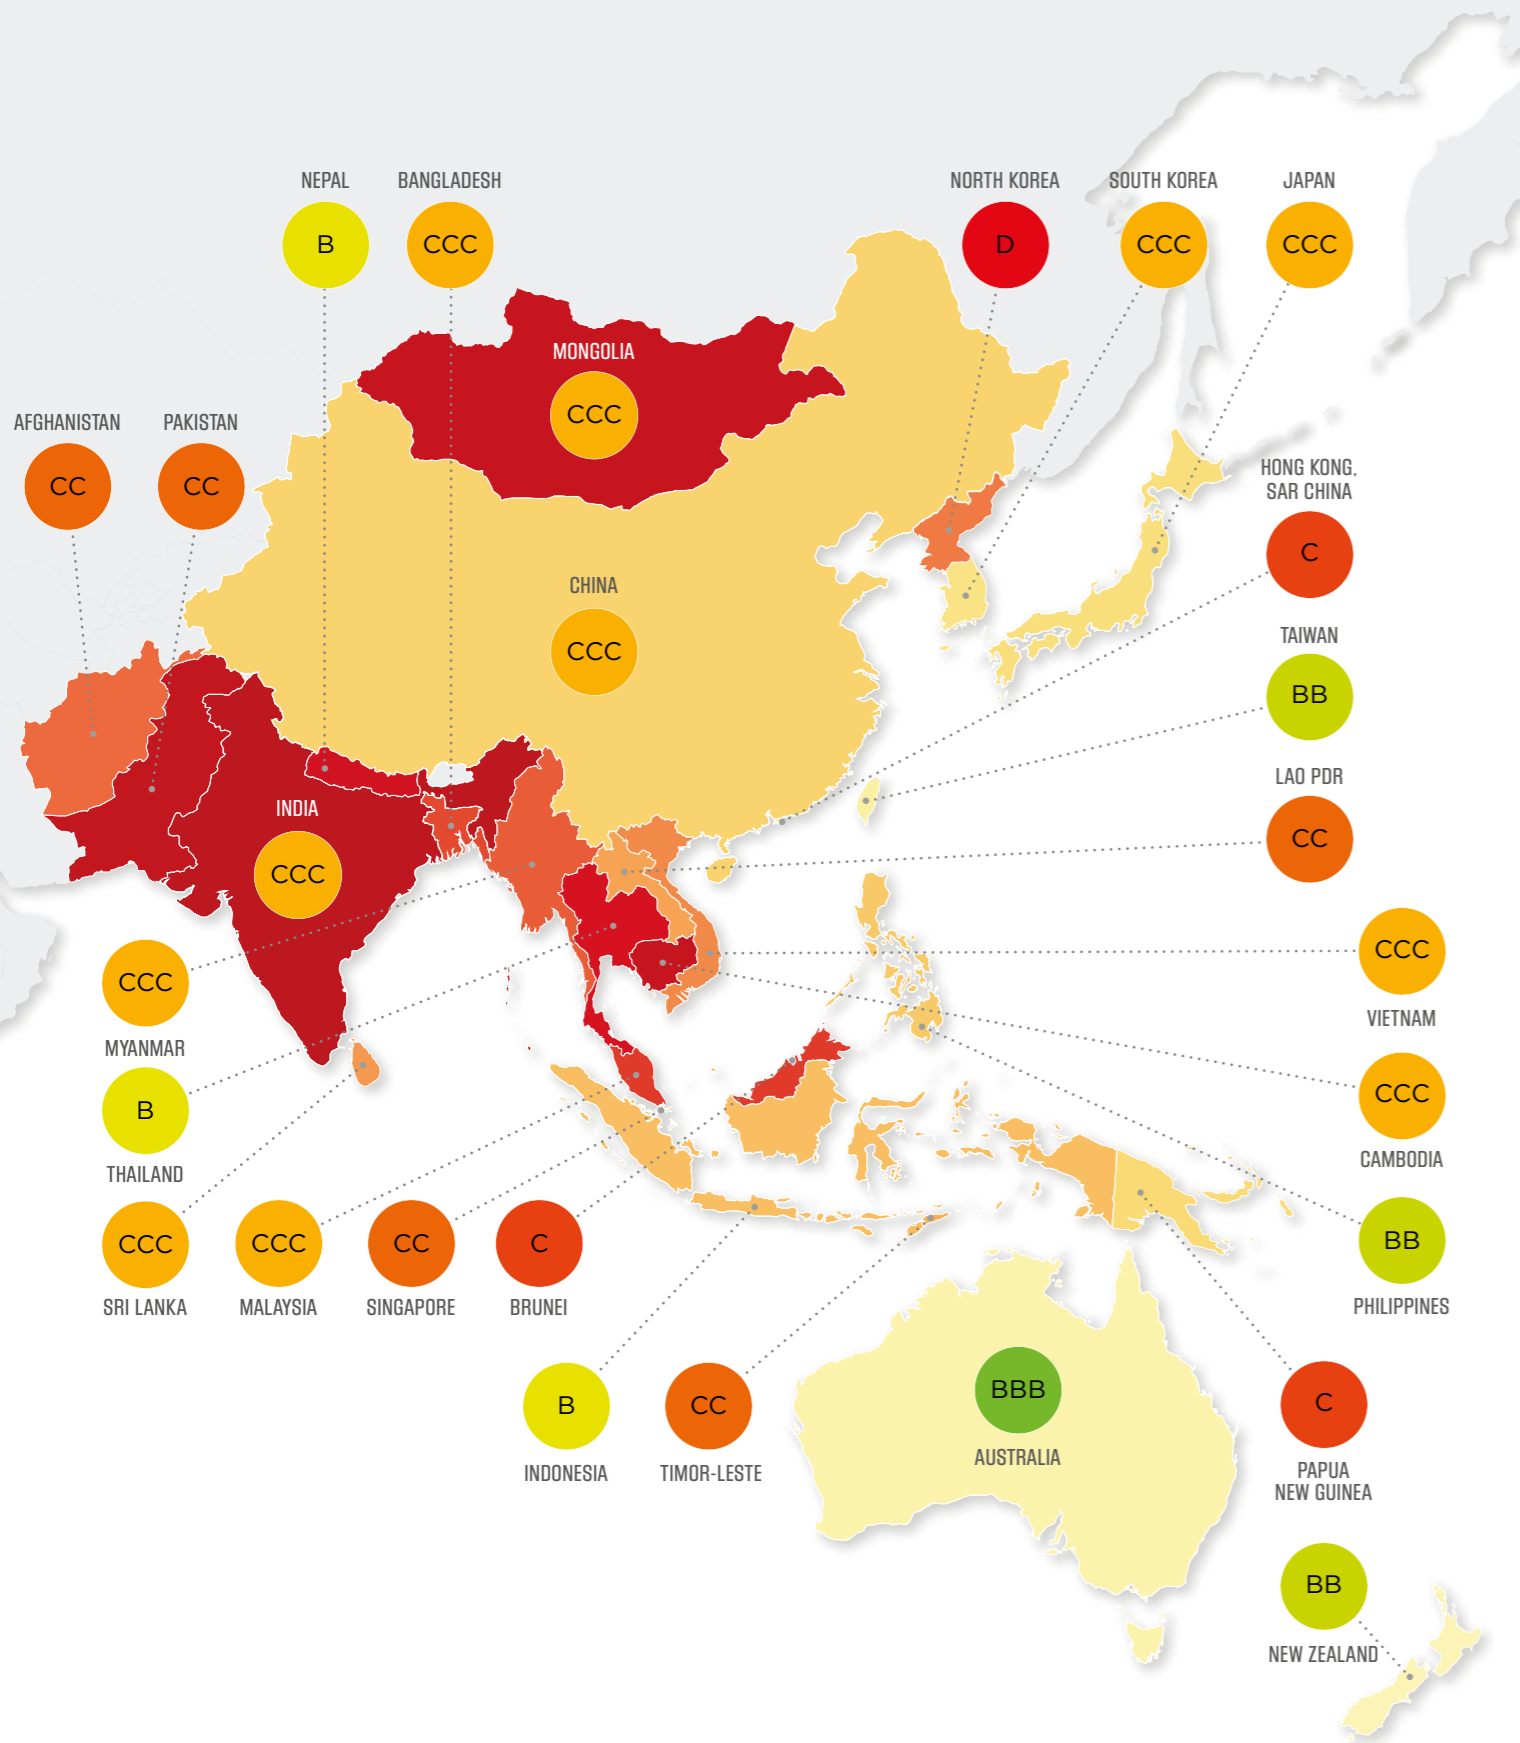 NEPAL
B
BANGLADESH
CCC
NORTH KOREA
D
SOUTH KOREA
CCC
JAPAN
CCC
MONGOLIA
CCC
AFGHANISTAN
CC
PAKISTAN
CC
HONG KONG,
SAR CHINA
C
CHINA
CCC
TAIWAN
BB
LAO PDR
CC
INDIA
CCC
CCC
VIETNAM
CCC
MYANMAR
CCC
CAMBODIA
B
THAILAND
BB
PHILIPPINES
CCC
SRI LANKA
CCC
MALAYSIA
CC
SINGAPORE
C
BRUNEI
B
INDONESIA
CC
TIMOR-LESTE
BBB
AUSTRALIA
C
PAPUA
NEW GUINEA
BB
NEW ZEALAND